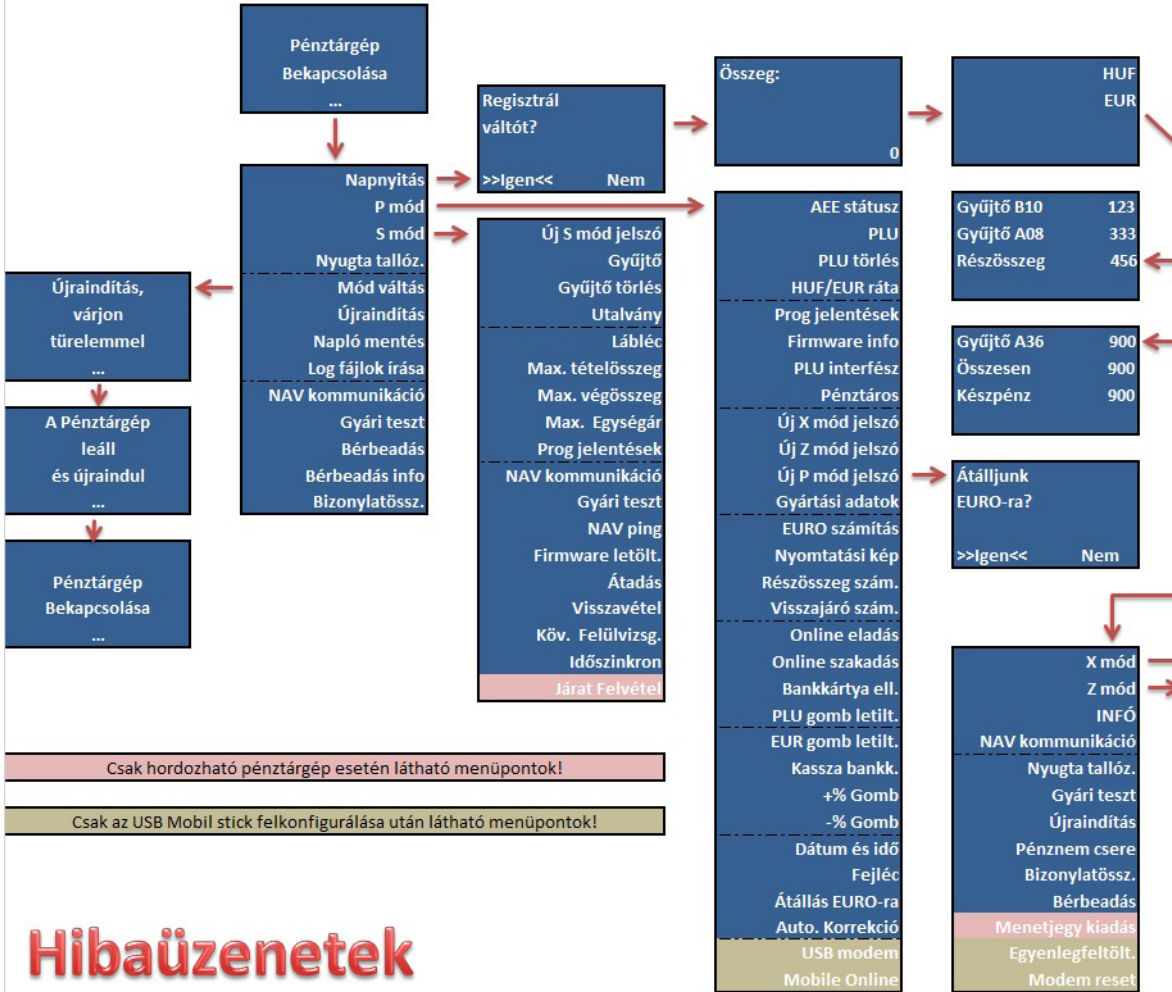 Pénztárgép
Bekapcsolása
...
Napnyitás
P mód
S mód
Nyugta tallóz.
Mód váltás
Újraindítás
Napló mentés
Log fájlok írása
NAV kommunikáció
Gyári teszt
Bérbeadás
Bérbeadás info
Bizonylatössz.
Újraindítás,
várjon
türelemmel
...
A Pénztárgép
leáll
és újraindul
...
Pénztárgép
Bekapcsolása
...
Regisztrál
váltót?
>>Igen<< Nem
Új S mód jelszó
Gyűjtő
Gyűjtő törlés
Utalvány
Lábléc
Max. tételösszeg
Max. végösszeg
Max. Egységár
Prog jelentések
NAV kommunikáció
Gyári teszt
NAV ping
Firmware letölt.
Átadás
Visszavétel
Köv. Felülvizsg.
Időszinkron
Járat Felvétel
Összeg:
0
AEE státusz
PLU
PLU törlés
HUF/EUR ráta
Prog jelentések
Firmware info
PLU interfész
Pénztáros
Új X mód jelszó
Új Z mód jelszó
Új P mód jelszó
Gyártási adatok
EURO számítás
Nyomtatási kép
Részösszeg szám.
Visszajáró szám.
Online eladás
Online szakadás
Bankkártya ell.
PLU gomb letilt.
EUR gomb letilt.
Kassza bankk.
+% Gomb
-% Gomb
Dátum és idő
Fejléc
Átállás EURO-ra
Auto. Korrekció
USB modem
Mobile Online
HUF
EUR
Gyűjtő B10 123
Gyűjtő A08 333
Részösszeg 456
Gyűjtő A36 900
Összesen 900
Készpénz 900
Átálljunk
EURO-ra?
>>Igen<< Nem
X mód
Z mód
INFÓ
NAV kommunikáció
Nyugta tallóz.
Gyári teszt
Újraindítás
Pénznem csere
Bizonylatössz.
Bérbeadás
Menetjegy kiadás
Egyenlegfeltölt.
Modem reset
Csak hordozható pénztárgép esetén látható menüpontok!
Csak az USB Mobil stick felkonfigurálása után látható menüpontok!
Hibaüzenetek